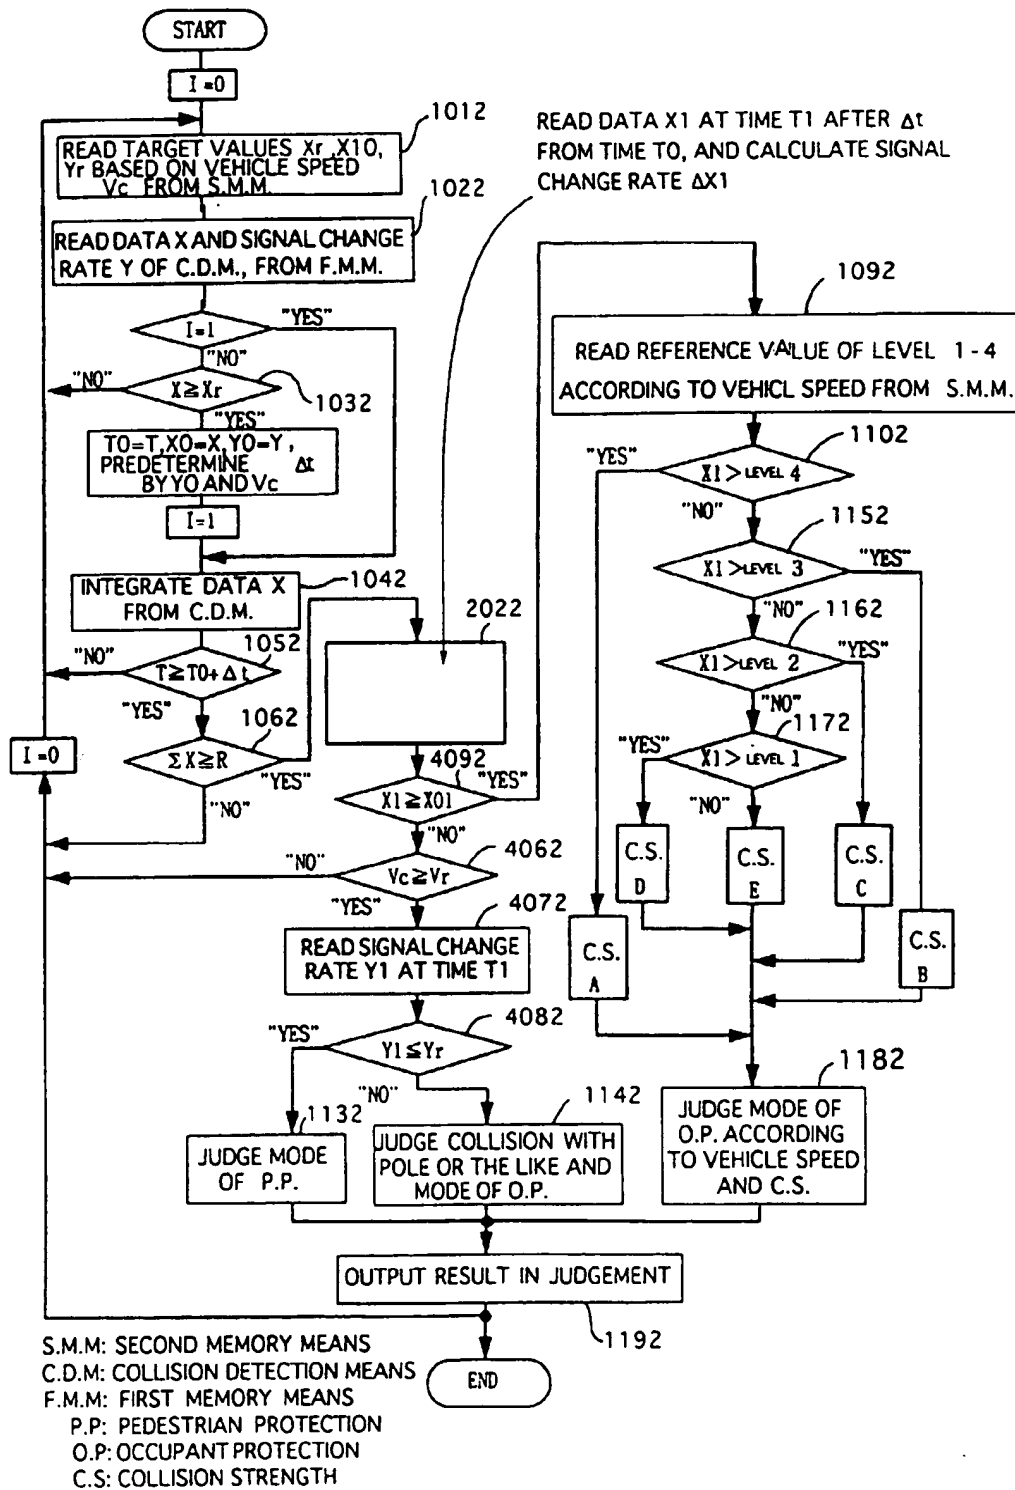 START
I=0
1012
READ TARGET VALUES Xr, X10,
Yr BASED ON VEHICLE SPEED
Vc FROM S.M.M.
1022
READ DATA X AND SIGNAL CHANGE
RATE Y OF C.D.M., FROM F.M.M.
I=1
"YES"
"NO"
X≧Xr
"NO"
1032
"YES"
T0=T, X0=X, Y0=Y,
PREDETERMINE Δt
BY Y0 AND Vc
I=1
1042
INTEGRATE DATA X
FROM C.D.M.
1052
"NO"
T≧T0+Δt
"YES"
1062
I=0
ΣX≧R
"YES"
"NO"
READ DATA X1 AT TIME T1 AFTER Δt
FROM TIME T0, AND CALCULATE SIGNAL
CHANGE RATE ΔX1
2022
4092
X1≧X01
"YES"
"NO"
4062
"NO"
Vc≧Vr
"YES"
4072
READ SIGNAL CHANGE
RATE Y1 AT TIME T1
4082
"YES"
Y1≦Yr
"NO"
1132
JUDGE MODE
OF P.P.
1142
JUDGE COLLISION WITH
POLE OR THE LIKE AND
MODE OF O.P.
1092
READ REFERENCE VALUE OF LEVEL 1-4
ACCORDING TO VEHICL SPEED FROM S.M.M.
1102
"YES"
X1>LEVEL 4
"NO"
1152
X1>LEVEL 3
"YES"
"NO"
1162
X1>LEVEL 2
"YES"
"NO"
1172
"YES"
X1>LEVEL 1
"NO"
C.S.
D
C.S.
E
C.S.
C
C.S.
A
C.S.
B
1182
JUDGE MODE OF
O.P. ACCORDING
TO VEHICLE SPEED
AND C.S.
OUTPUT RESULT IN JUDGEMENT
1192
END
S.M.M: SECOND MEMORY MEANS
C.D.M: COLLISION DETECTION MEANS
F.M.M: FIRST MEMORY MEANS
P.P: PEDESTRIAN PROTECTION
O.P: OCCUPANT PROTECTION
C.S: COLLISION STRENGTH